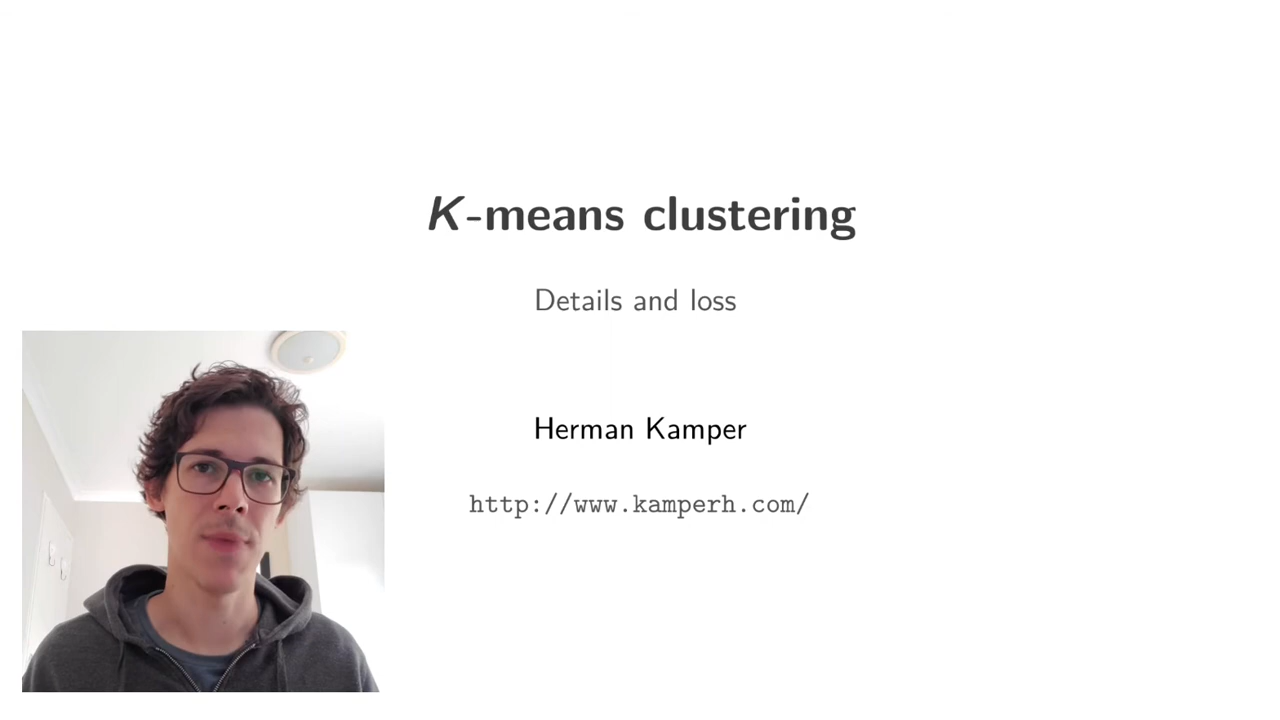 K-means clustering
Details and loss
Herman Kamper
http://www.kamperh.com/